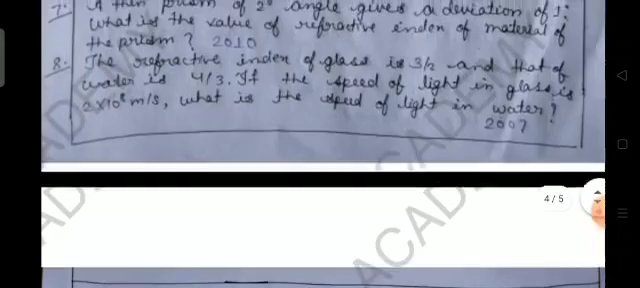 7. A thin prism of 2° angle gives a deviation of 1°.
What is the value of refractive index of material of
the prism? 2010
8. The refractive index of glass is 3/2 and that of
water is 4/3. If the speed of light in glass is
2×10⁸ m/s, what is the speed of light in water?
2007
ACADEMY
ACADEMY
4/5
ACAD